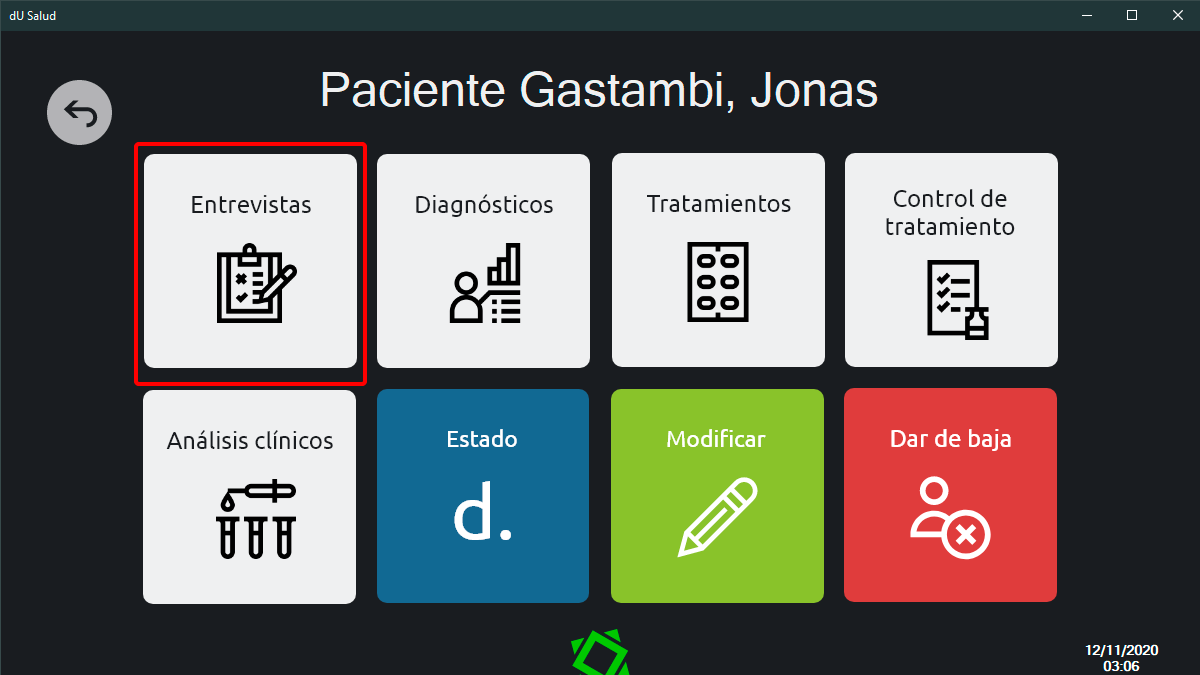 dU Salud
Paciente Gastambi, Jonas
Entrevistas
Diagnósticos
Tratamientos
Control de
tratamiento
Análisis clínicos
Estado
d.
Modificar
Dar de baja
12/11/2020
03:06